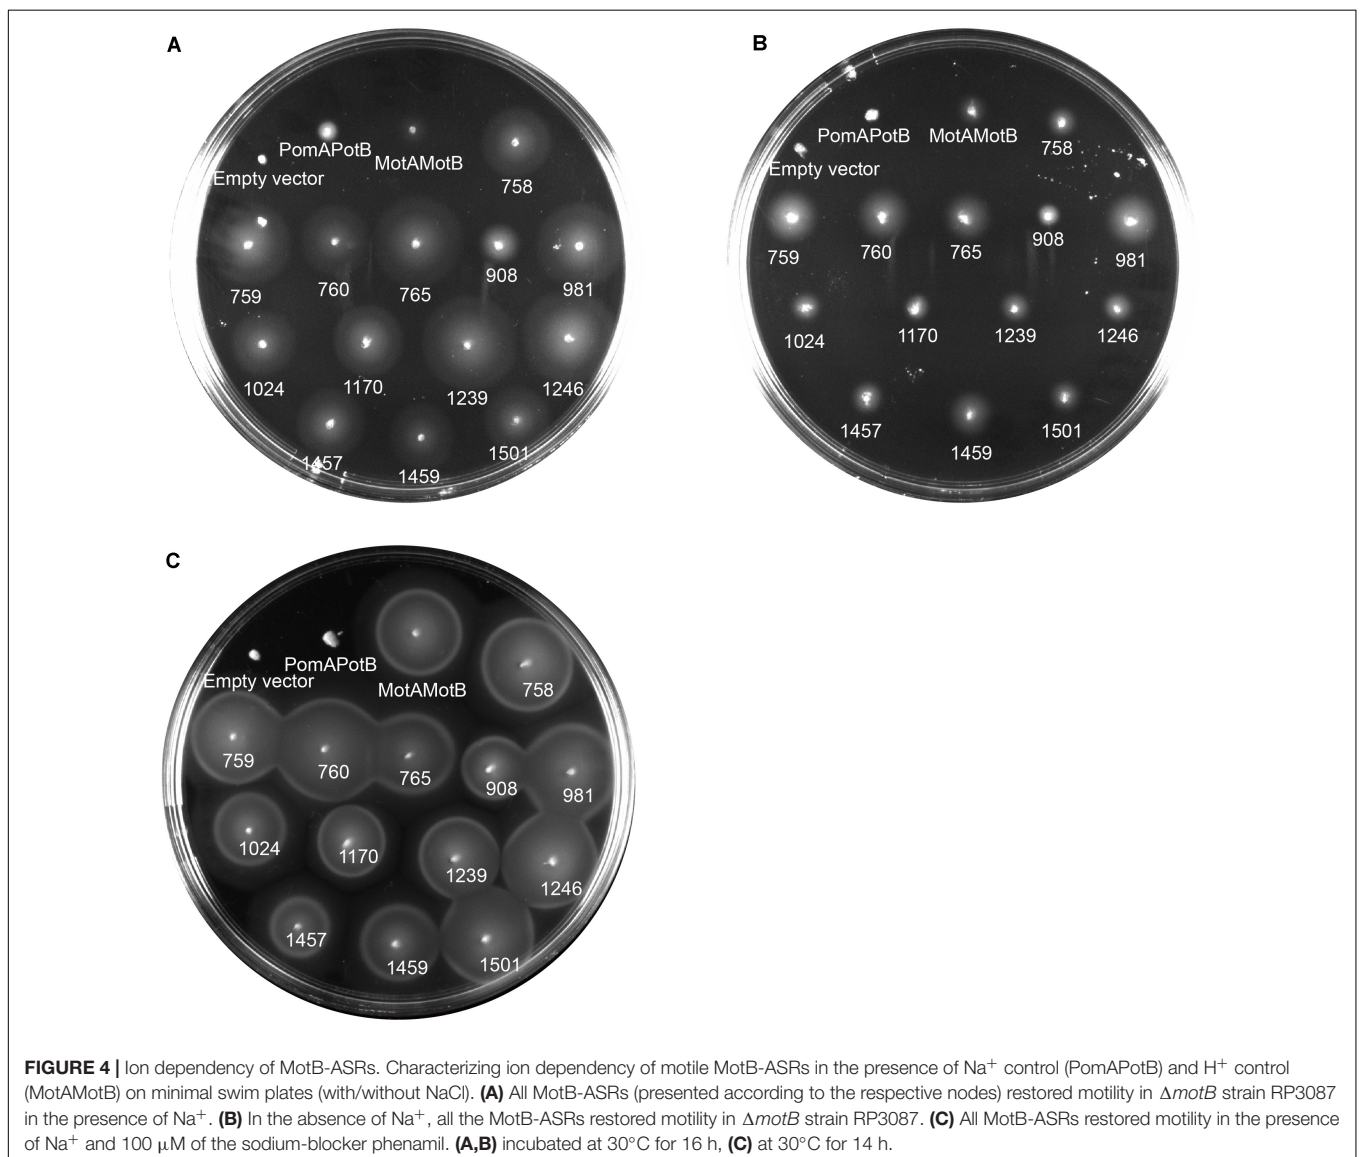 A
PomAPotB
MotAMotB
Empty vector
758
759
760
765
908
981
1024
1170
1239
1246
1457
1459
1501
B
PomAPotB
MotAMotB
758
Empty vector
759
760
765
908
981
1024
1170
1239
1246
1457
1459
1501
C
PomAPotB
Empty vector
MotAMotB
758
759
760
765
908
981
1024
1170
1239
1246
1457
1459
1501
FIGURE 4 | Ion dependency of MotB-ASRs. Characterizing ion dependency of motile MotB-ASRs in the presence of Na⁺ control (PomAPotB) and H⁺ control
(MotAMotB) on minimal swim plates (with/without NaCl). (A) All MotB-ASRs (presented according to the respective nodes) restored motility in ΔmotB strain RP3087
in the presence of Na⁺. (B) In the absence of Na⁺, all the MotB-ASRs restored motility in ΔmotB strain RP3087. (C) All MotB-ASRs restored motility in the presence
of Na⁺ and 100 μM of the sodium-blocker phenamil. (A,B) incubated at 30°C for 16 h, (C) at 30°C for 14 h.